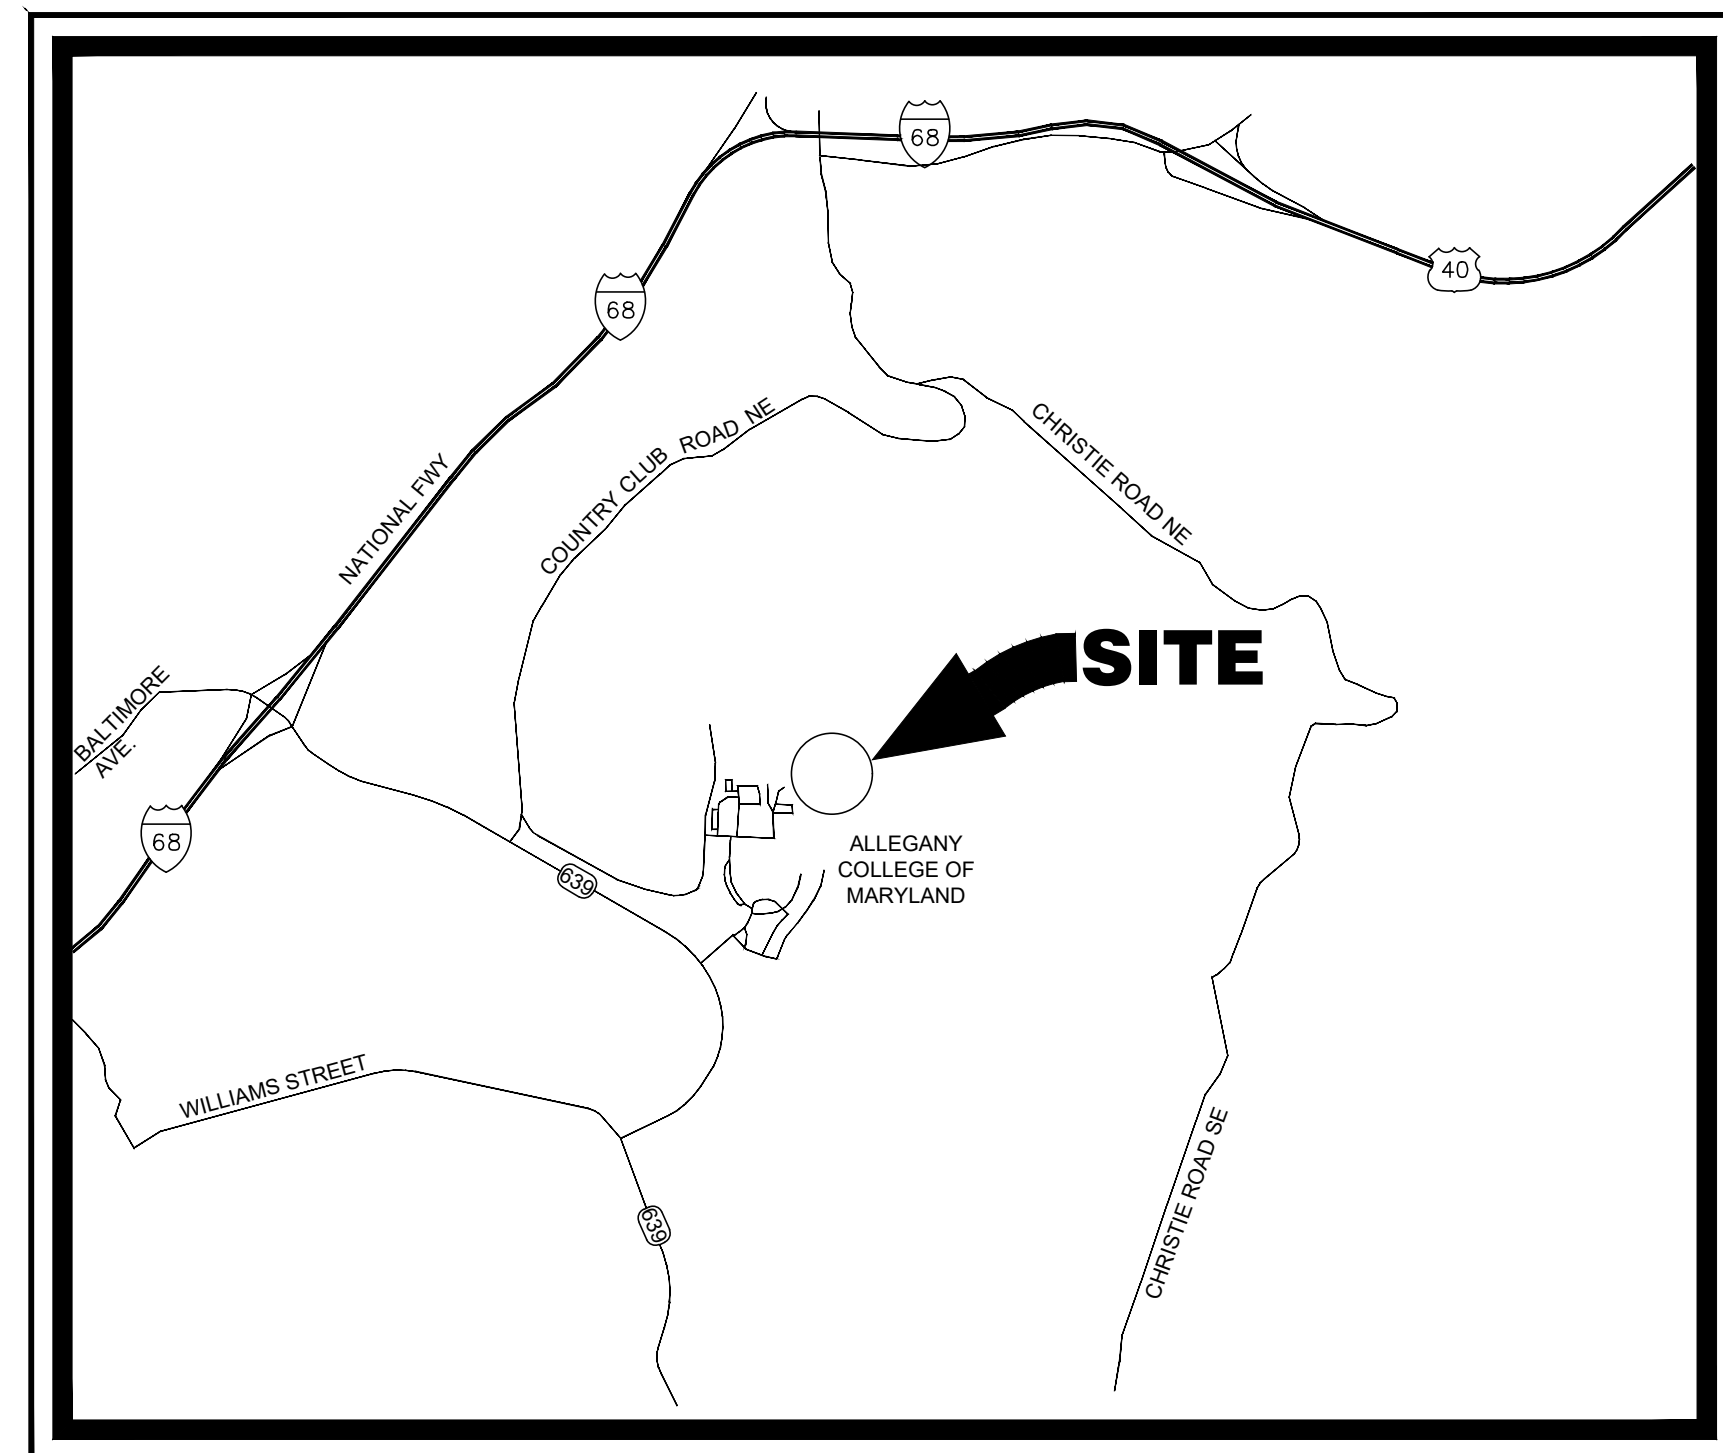 68
40
68
COUNTRY CLUB ROAD NE
CHRISTIE ROAD NE
NATIONAL FWY
SITE
BALTIMORE
AVE.
68
ALLEGANY
COLLEGE OF
MARYLAND
639
WILLIAMS STREET
CHRISTIE ROAD SE
639